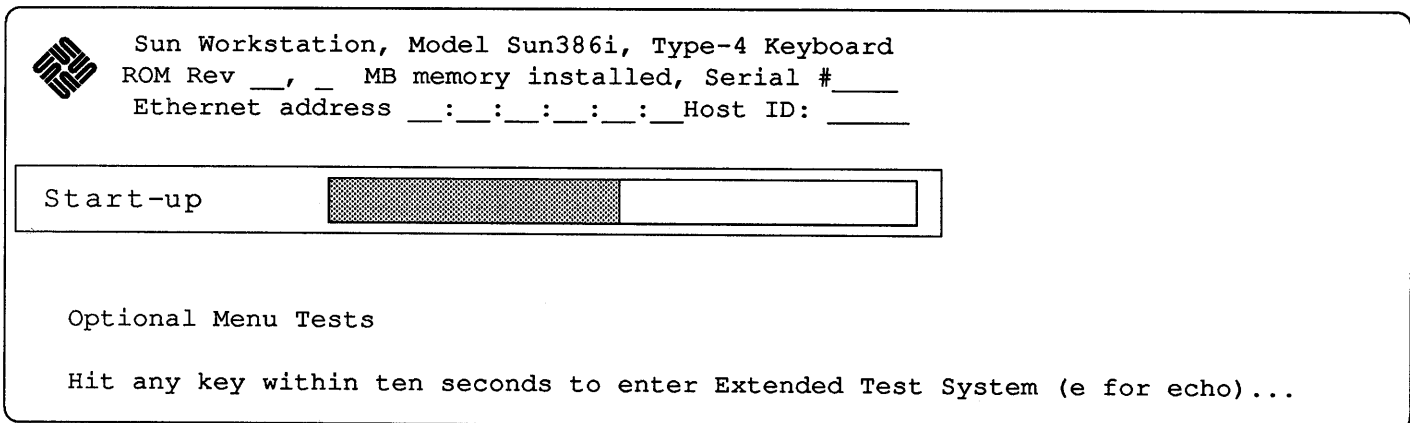 Sun Workstation, Model Sun386i, Type-4 Keyboard
ROM Rev __, _ MB memory installed, Serial #____
Ethernet address __:__:__:__:__:__Host ID: _____
Start-up
Optional Menu Tests
Hit any key within ten seconds to enter Extended Test System (e for echo)...